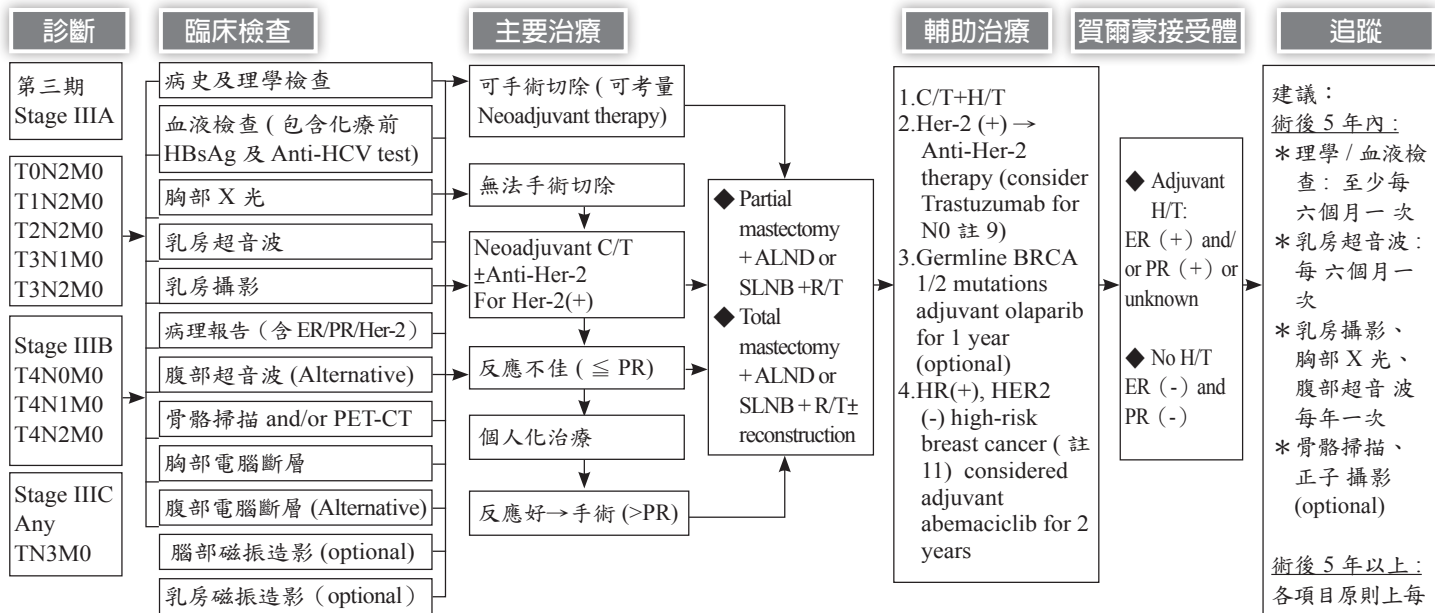 診斷
臨床檢查
主要治療
輔助治療
賀爾蒙接受體
追蹤
第三期
Stage IIIA
T0N2M0
T1N2M0
T2N2M0
T3N1M0
T3N2M0
Stage IIIB
T4N0M0
T4N1M0
T4N2M0
Stage IIIC
Any
TN3M0
病史及理學檢查
血液檢查 ( 包含化療前
HBsAg 及 Anti-HCV test)
胸部 X 光
乳房超音波
乳房攝影
病理報告（含 ER/PR/Her-2）
腹部超音波 (Alternative)
骨骼掃描 and/or PET-CT
胸部電腦斷層
腹部電腦斷層 (Alternative)
腦部磁振造影 (optional)
乳房磁振造影（optional）
可手術切除 ( 可考量
Neoadjuvant therapy)
無法手術切除
Neoadjuvant C/T
±Anti-Her-2
For Her-2(+)
反應不佳 ( ≦ PR)
個人化治療
反應好→手術 (>PR)
◆ Partial
mastectomy
+ALND or
SLNB +R/T
◆ Total
mastectomy
+ALND or
SLNB + R/T±
reconstruction
1.C/T+H/T
2.Her-2 (+) →
Anti-Her-2
therapy (consider
Trastuzumab for
N0 註 9)
3.Germline BRCA
1/2 mutations
adjuvant olaparib
for 1 year
(optional)
4.HR(+), HER2
(-) high-risk
breast cancer ( 註
11) considered
adjuvant
abemaciclib for 2
years
◆ Adjuvant
H/T:
ER（+）and/
or PR（+）or
unknown
◆ No H/T
ER（-）and
PR（-）
建議：
術後 5 年內 :
＊理學 / 血液檢
查 : 至少每
六個月一 次
＊乳房超音波 :
每 六個月一
次
＊乳房攝影、
胸部 X 光、
腹部超音 波
每年一次
＊骨骼掃描、
正子 攝影
(optional)
術後 5 年以上 :
各項目原則上每